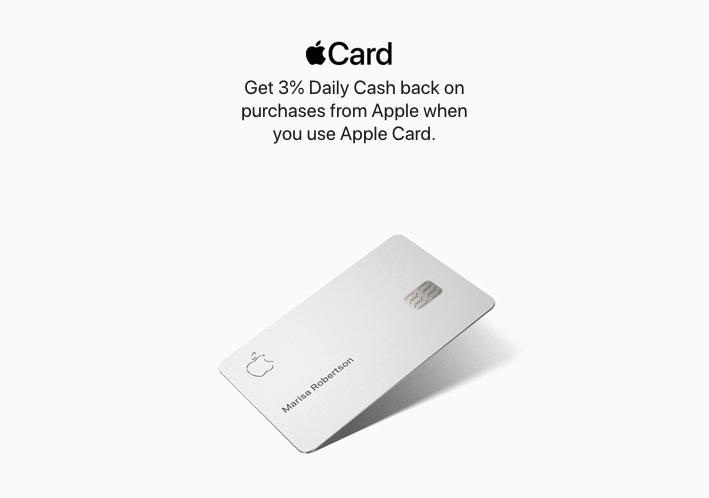 Card
Get 3% Daily Cash back on
purchases from Apple when
you use Apple Card.
Marisa Robertson